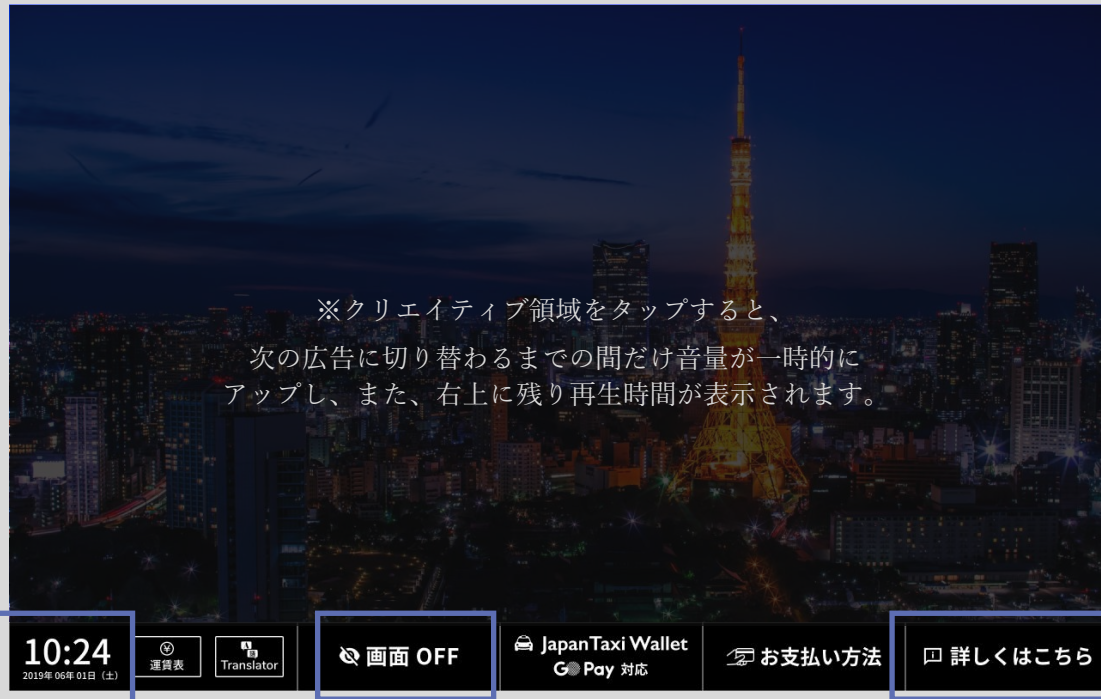 ※クリエイティブ領域をタップすると、
次の広告に切り替わるまでの間だけ音量が一時的に
アップし、また、右上に残り再生時間が表示されます。
10:24
2019年 06年 01日（土）
運賃表
Translator
画面 OFF
JapanTaxi Wallet
GO Pay 対応
お支払い方法
詳しくはこちら